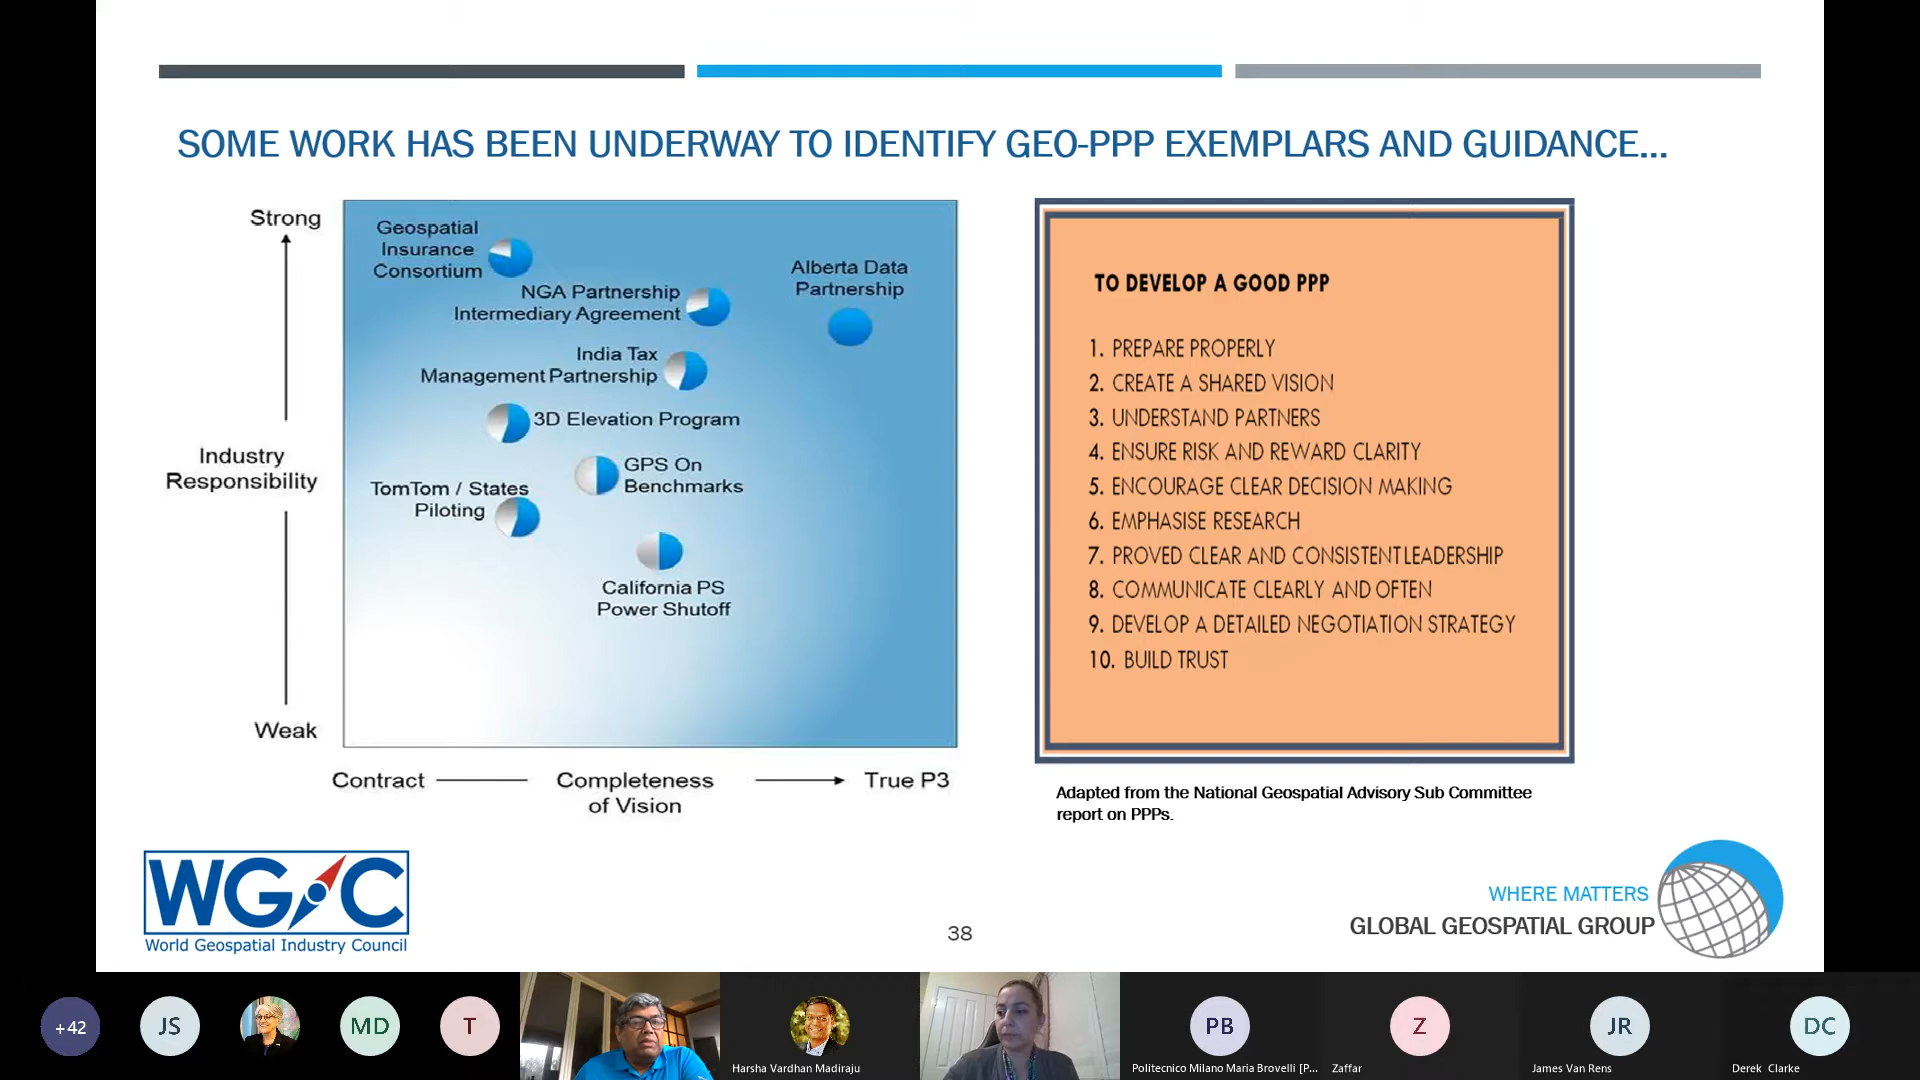 SOME WORK HAS BEEN UNDERWAY TO IDENTIFY GEO-PPP EXEMPLARS AND GUIDANCE...
Strong
Industry
Responsibility
Weak
Geospatial
Insurance
Consortium
NGA Partnership
Intermediary Agreement
Alberta Data
Partnership
India Tax
Management Partnership
3D Elevation Program
GPS On
Benchmarks
TomTom / States
Piloting
California PS
Power Shutoff
Contract
Completeness
of Vision
True P3
TO DEVELOP A GOOD PPP
1. PREPARE PROPERLY
2. CREATE A SHARED VISION
3. UNDERSTAND PARTNERS
4. ENSURE RISK AND REWARD CLARITY
5. ENCOURAGE CLEAR DECISION MAKING
6. EMPHASISE RESEARCH
7. PROVED CLEAR AND CONSISTENT LEADERSHIP
8. COMMUNICATE CLEARLY AND OFTEN
9. DEVELOP A DETAILED NEGOTIATION STRATEGY
10. BUILD TRUST
Adapted from the National Geospatial Advisory Sub Committee
report on PPPs.
WGIC
World Geospatial Industry Council
38
WHERE MATTERS
GLOBAL GEOSPATIAL GROUP
+42
JS
MD
T
Harsha Vardhan Madiraju
PB
Politecnico Milano Maria Brovelli [P...
Z
Zaffar
JR
James Van Rens
DC
Derek Clarke